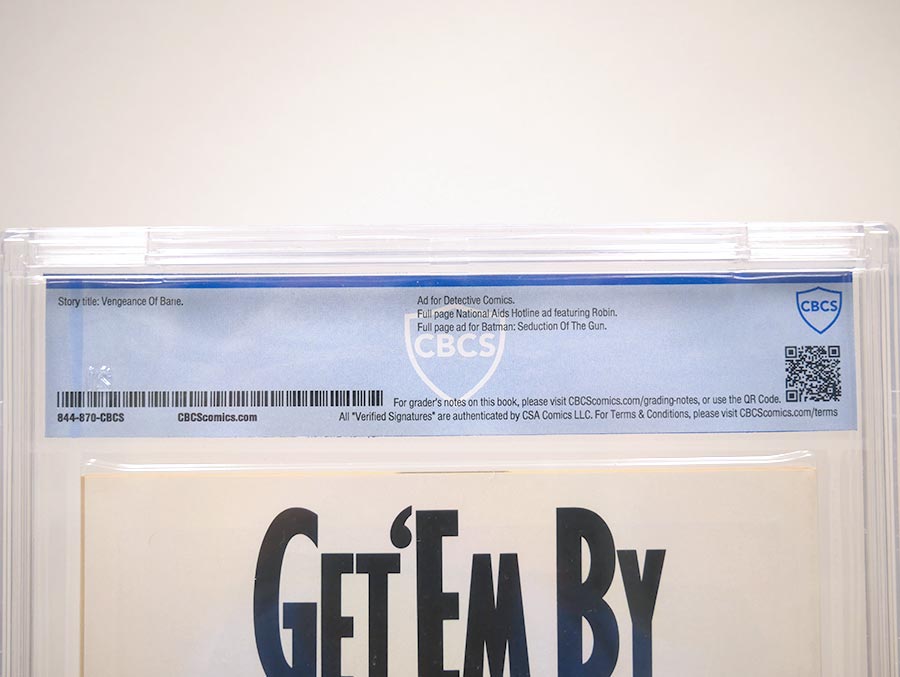 Story title: Vengeance Of Bane.
Ad for Detective Comics.
Full page National Aids Hotline ad featuring Robin.
Full page ad for Batman: Seduction Of The Gun.
CBCS
CBCS
For grader's notes on this book, please visit CBCScomics.com/grading-notes, or use the QR Code.
844-870-CBCS CBCScomics.com All "Verified Signatures" are authenticated by CSA Comics LLC. For Terms & Conditions, please visit CBCScomics.com/terms
GET 'EM BY